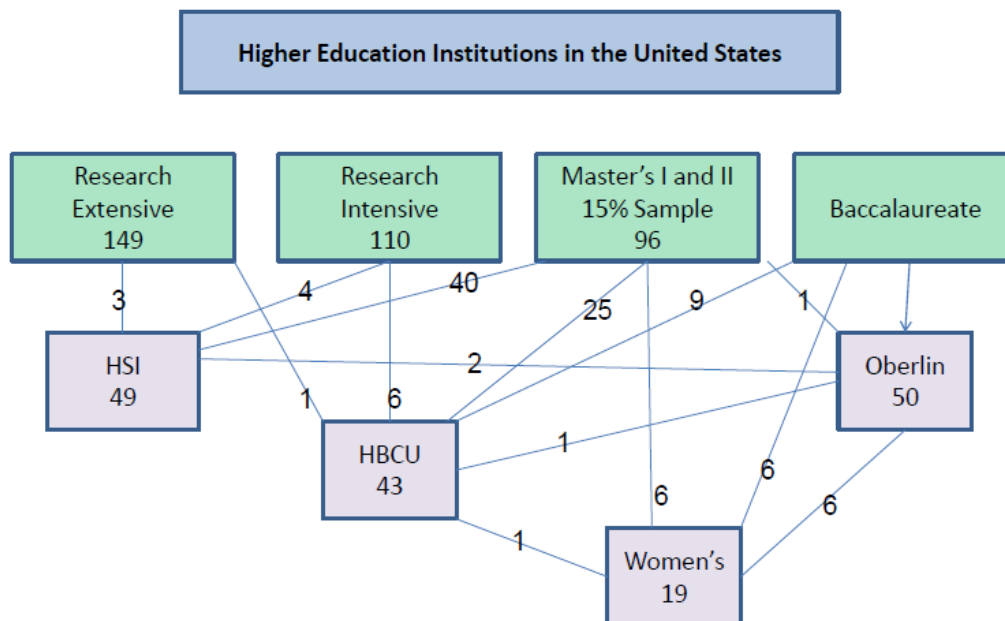 Higher Education Institutions in the United States
Research
Extensive
149
Research
Intensive
110
Master's I and II
15% Sample
96
Baccalaureate
3
4
40
25
9
1
HSI
49
2
Oberlin
50
1
6
HBCU
43
1
6
6
6
1
Women's
19